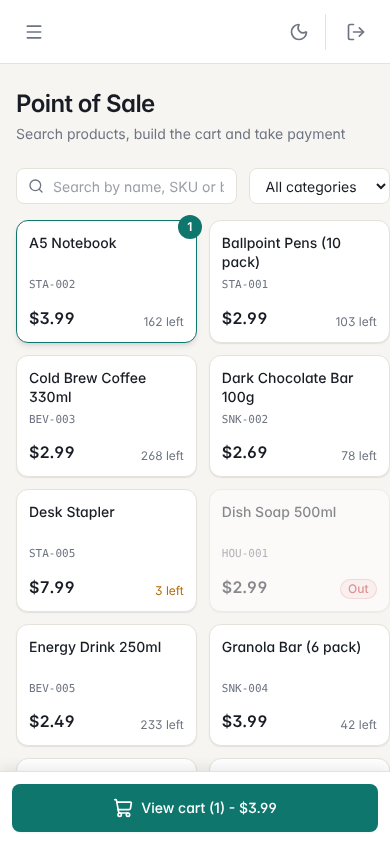 Point of Sale
Search products, build the cart and take payment
Search by name, SKU or b
All categories
1
A5 Notebook
STA-002
$3.99
162 left
Ballpoint Pens (10
pack)
STA-001
$2.99
103 left
Cold Brew Coffee
330ml
BEV-003
$2.99
268 left
Dark Chocolate Bar
100g
SNK-002
$2.69
78 left
Desk Stapler
STA-005
$7.99
3 left
Dish Soap 500ml
HOU-001
$2.99
Out
Energy Drink 250ml
BEV-005
$2.49
233 left
Granola Bar (6 pack)
SNK-004
$3.99
42 left
View cart (1) - $3.99